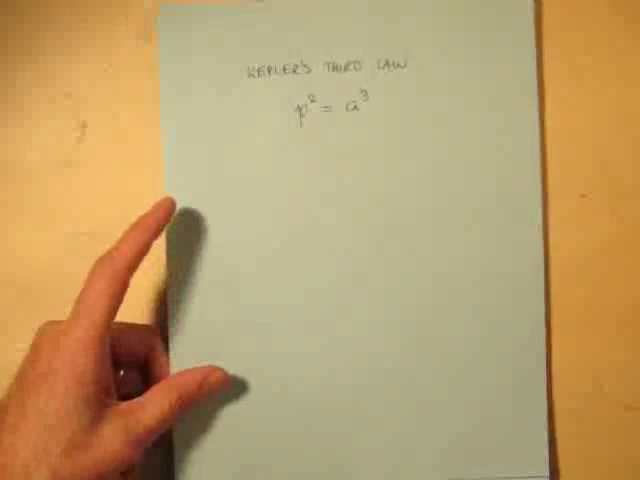 KEPLER'S THIRD LAW
p² = a³